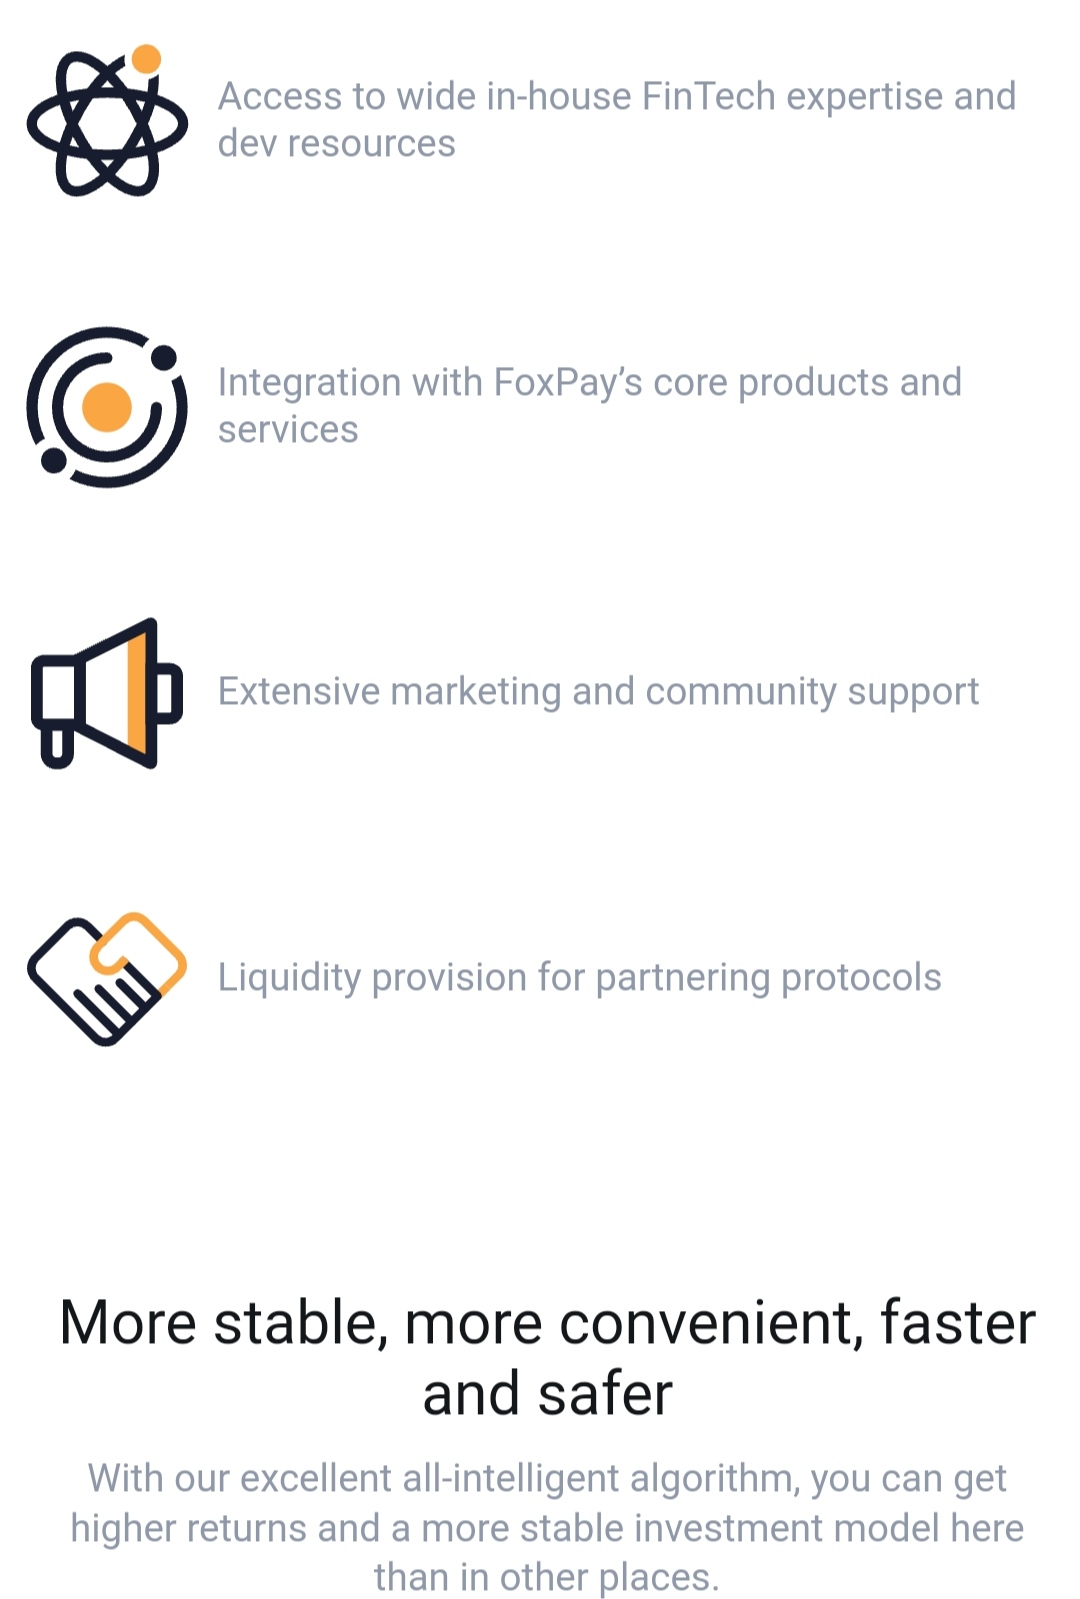 Access to wide in-house FinTech expertise and
dev resources
Integration with FoxPay’s core products and
services
Extensive marketing and community support
Liquidity provision for partnering protocols
More stable, more convenient, faster
and safer
With our excellent all-intelligent algorithm, you can get
higher returns and a more stable investment model here
than in other places.